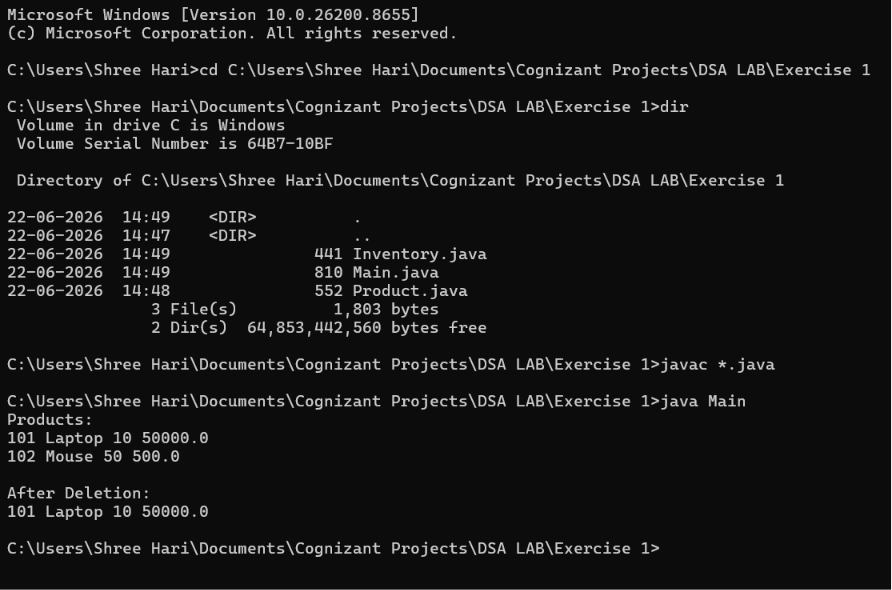 Microsoft Windows [Version 10.0.26200.8655]
(c) Microsoft Corporation. All rights reserved.
C:\Users\Shree Hari>cd C:\Users\Shree Hari\Documents\Cognizant Projects\DSA LAB\Exercise 1
C:\Users\Shree Hari\Documents\Cognizant Projects\DSA LAB\Exercise 1>dir
 Volume in drive C is Windows
 Volume Serial Number is 64B7-10BF
 Directory of C:\Users\Shree Hari\Documents\Cognizant Projects\DSA LAB\Exercise 1
22-06-2026  14:49    <DIR>          .
22-06-2026  14:47    <DIR>          ..
22-06-2026  14:49               441 Inventory.java
22-06-2026  14:49               810 Main.java
22-06-2026  14:48               552 Product.java
               3 File(s)          1,803 bytes
               2 Dir(s)  64,853,442,560 bytes free
C:\Users\Shree Hari\Documents\Cognizant Projects\DSA LAB\Exercise 1>javac *.java
C:\Users\Shree Hari\Documents\Cognizant Projects\DSA LAB\Exercise 1>java Main
Products:
101 Laptop 10 50000.0
102 Mouse 50 500.0
After Deletion:
101 Laptop 10 50000.0
C:\Users\Shree Hari\Documents\Cognizant Projects\DSA LAB\Exercise 1>